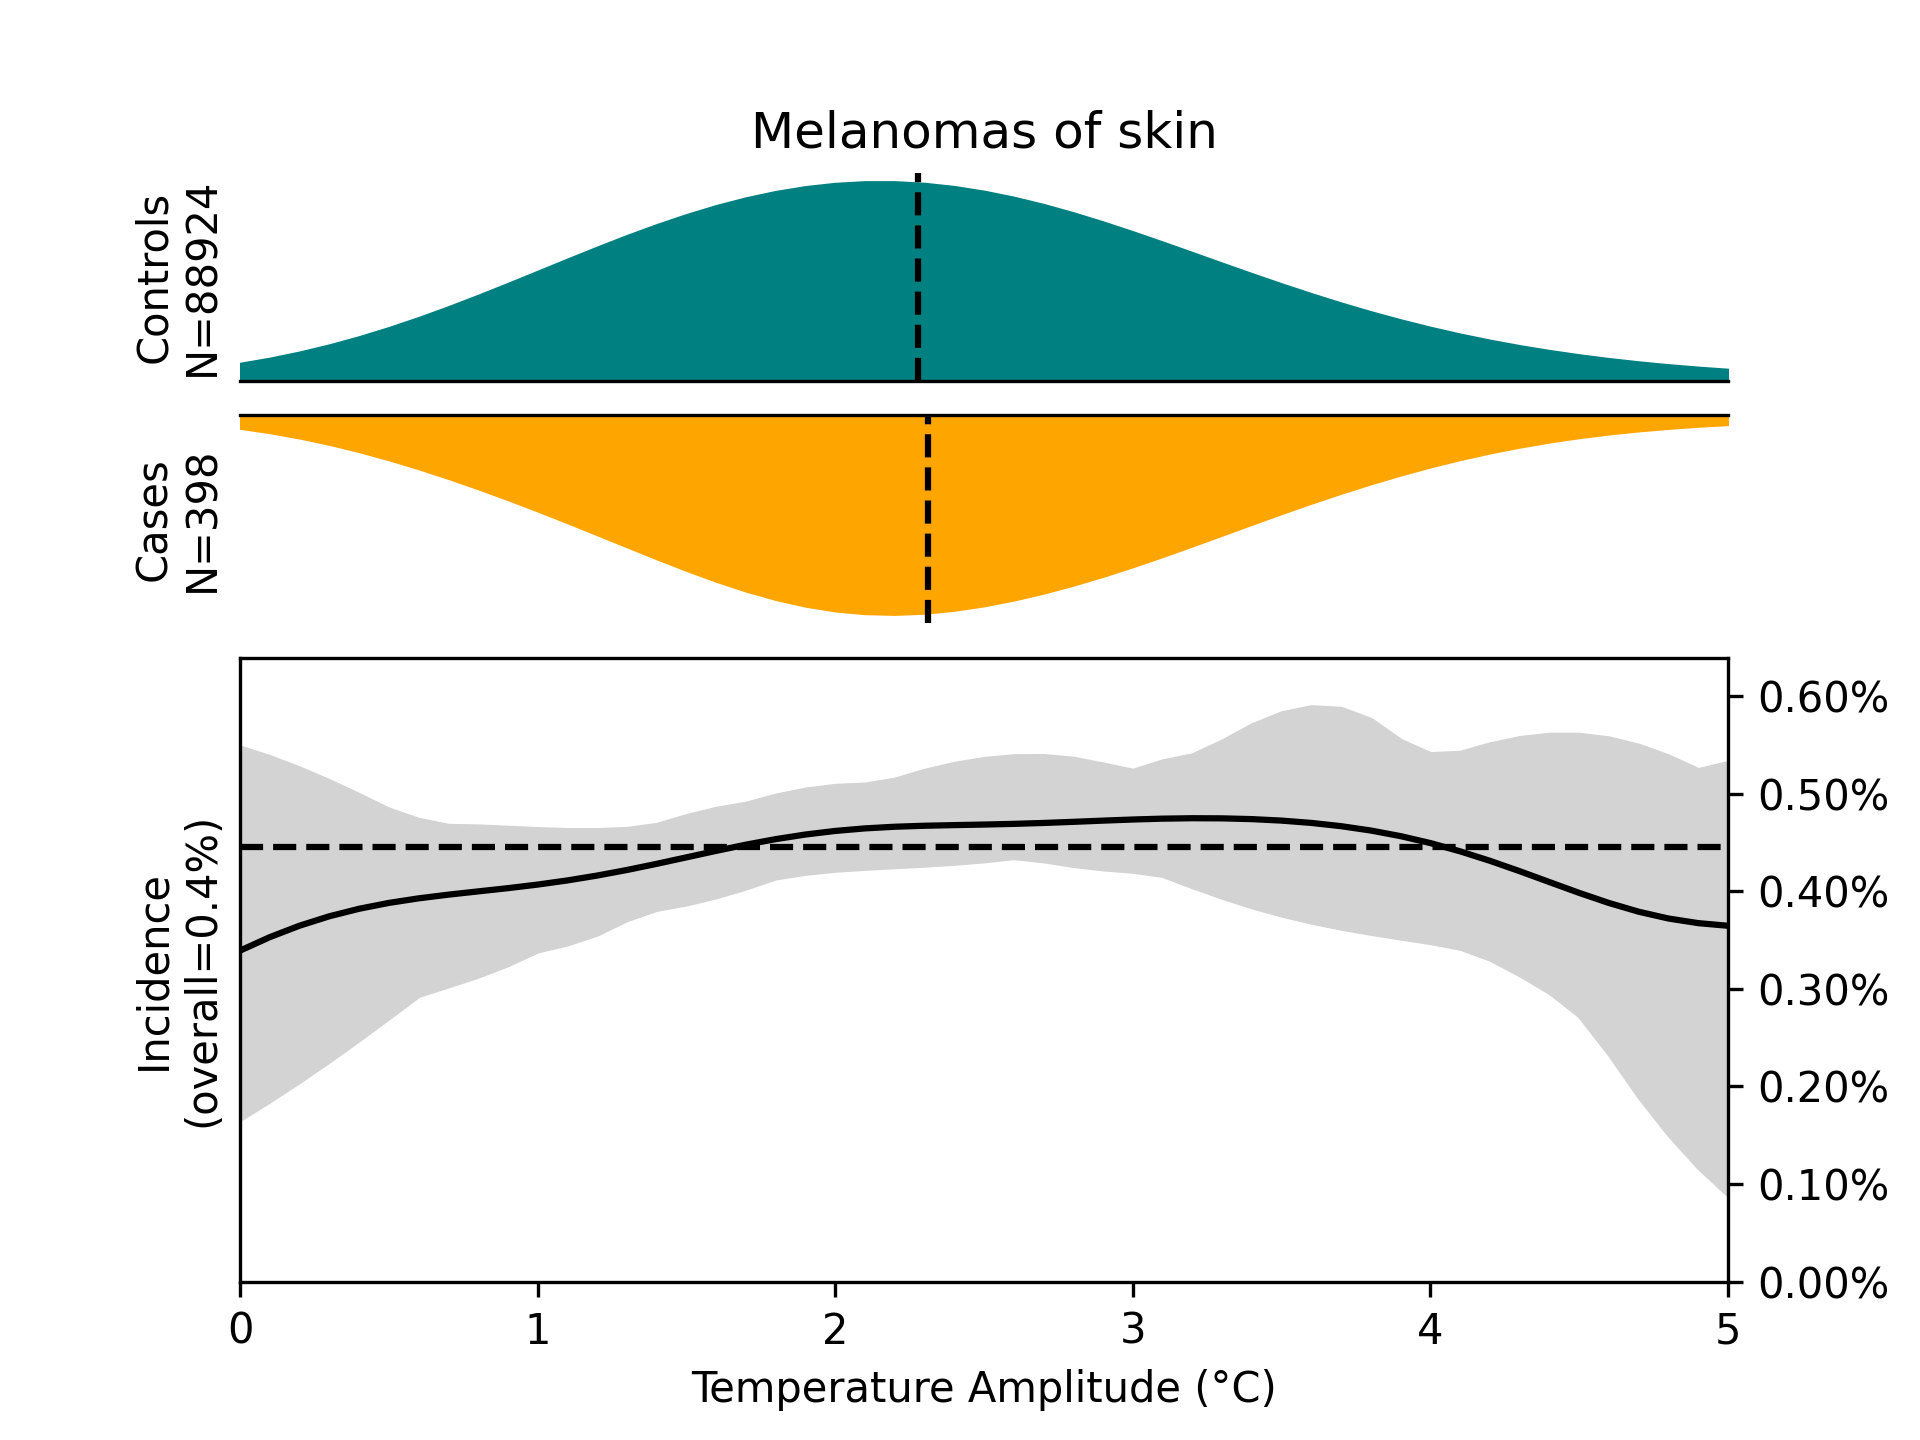 Melanomas of skin
Controls
N=88924
Cases
N=398
Incidence
(overall=0.4%)
0.60%
0.50%
0.40%
0.30%
0.20%
0.10%
0.00%
0 1 2 3 4 5
Temperature Amplitude (°C)